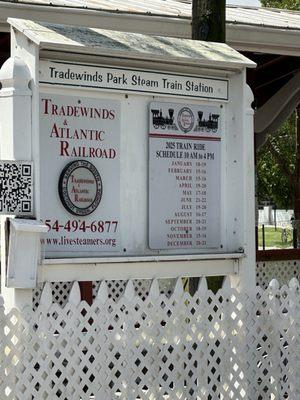 Tradewinds Park Steam Train Station
TRADEWINDS
&
ATLANTIC
RAILROAD
54-494-6877
www.livesteamers.org
2025 TRAIN RIDE
SCHEDULE 10 AM to 4 PM
JANUARY 18-19
FEBRUARY 15-16
MARCH 15-16
APRIL 19-20
MAY 17-18
JUNE 21-22
JULY 19-20
AUGUST 16-17
SEPTEMBER 20-21
OCTOBER 18-19
NOVEMBER 15-16
DECEMBER 20-21